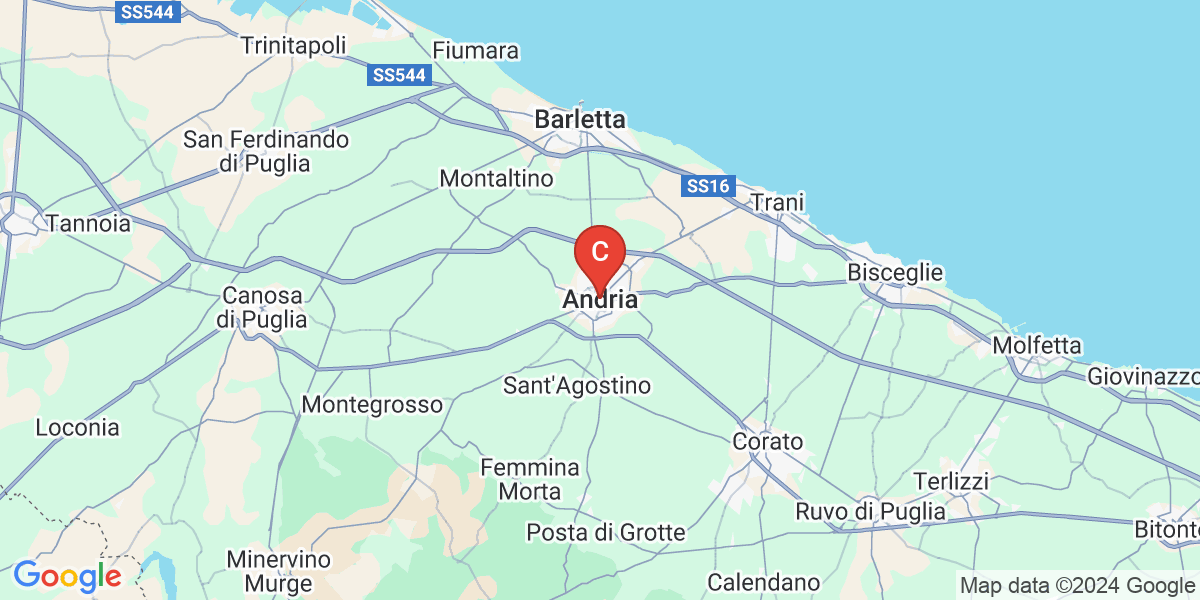 SS544
Trinitapoli
Fiumara
SS544
Barletta
San Ferdinando
di Puglia
Montaltino
SS16
Trani
Tannoia
C
Bisceglie
Canosa
di Puglia
Andria
Molfetta
Giovinazzo
Sant'Agostino
Montegrosso
Loconia
Corato
Femmina
Morta
Terlizzi
Ruvo di Puglia
Posta di Grotte
Bitonto
Minervino
Murge
Calendano
Google
Map data ©2024 Google